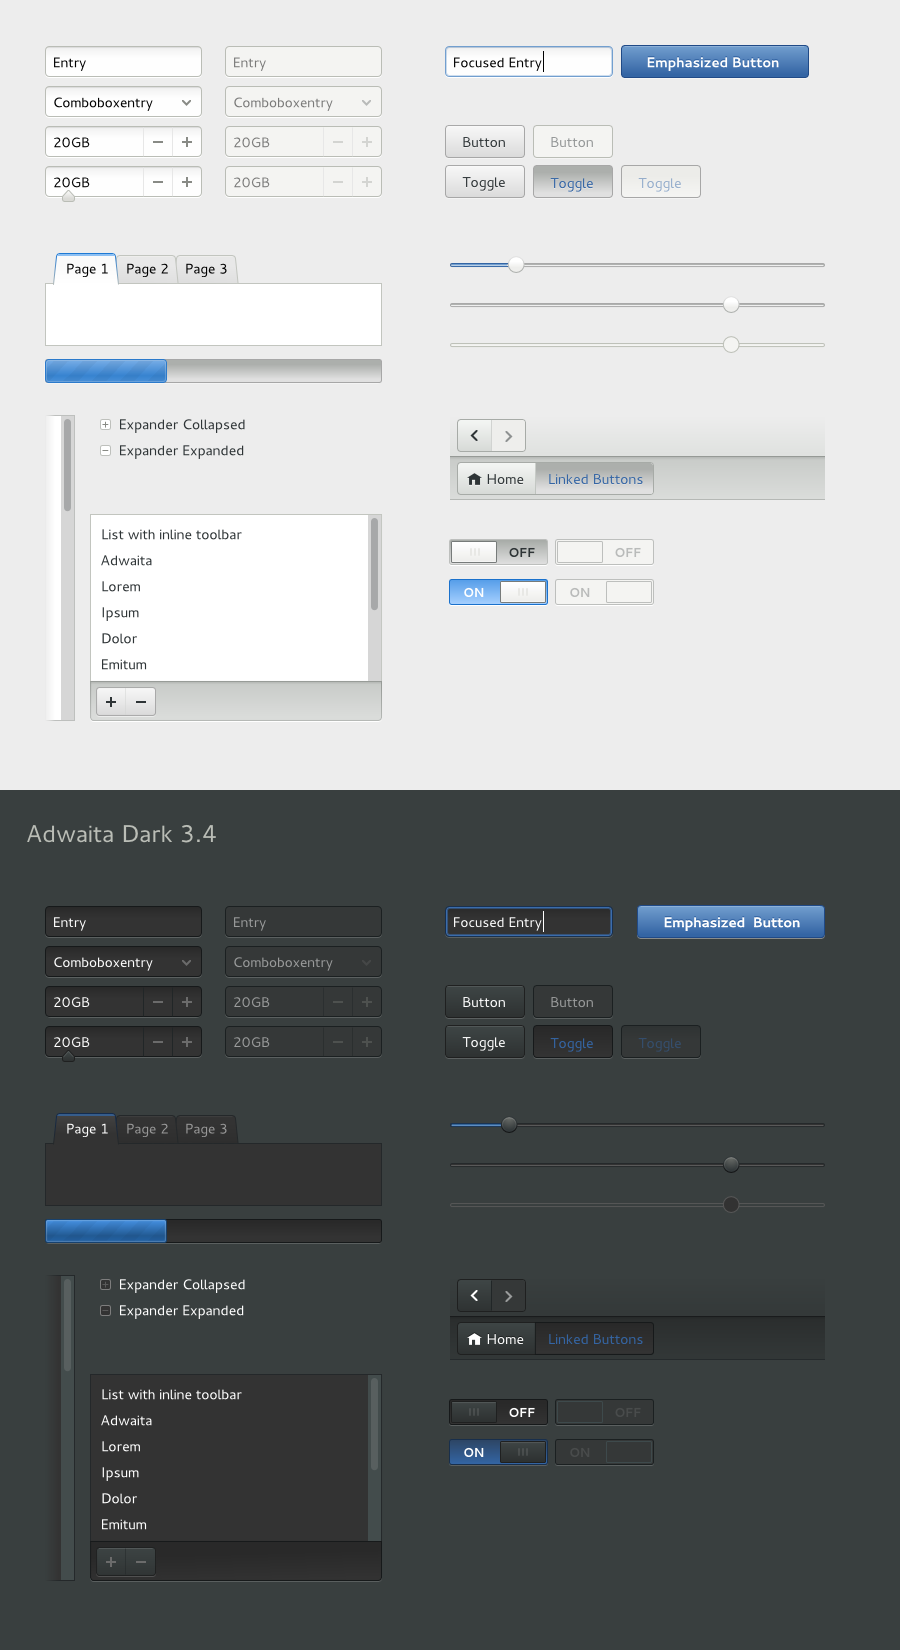 Entry
Entry
Focused Entry
Emphasized Button
Comboboxentry
Comboboxentry
20GB
20GB
Button
Button
20GB
20GB
Toggle
Toggle
Toggle
Page 1
Page 2
Page 3
Expander Collapsed
Expander Expanded
Home
Linked Buttons
List with inline toolbar
Adwaita
Lorem
Ipsum
Dolor
Emitum
OFF
OFF
ON
ON
Adwaita Dark 3.4
Entry
Entry
Focused Entry
Emphasized Button
Comboboxentry
Comboboxentry
20GB
20GB
Button
Button
20GB
20GB
Toggle
Toggle
Toggle
Page 1
Page 2
Page 3
Expander Collapsed
Expander Expanded
Home
Linked Buttons
List with inline toolbar
Adwaita
Lorem
Ipsum
Dolor
Emitum
OFF
OFF
ON
ON